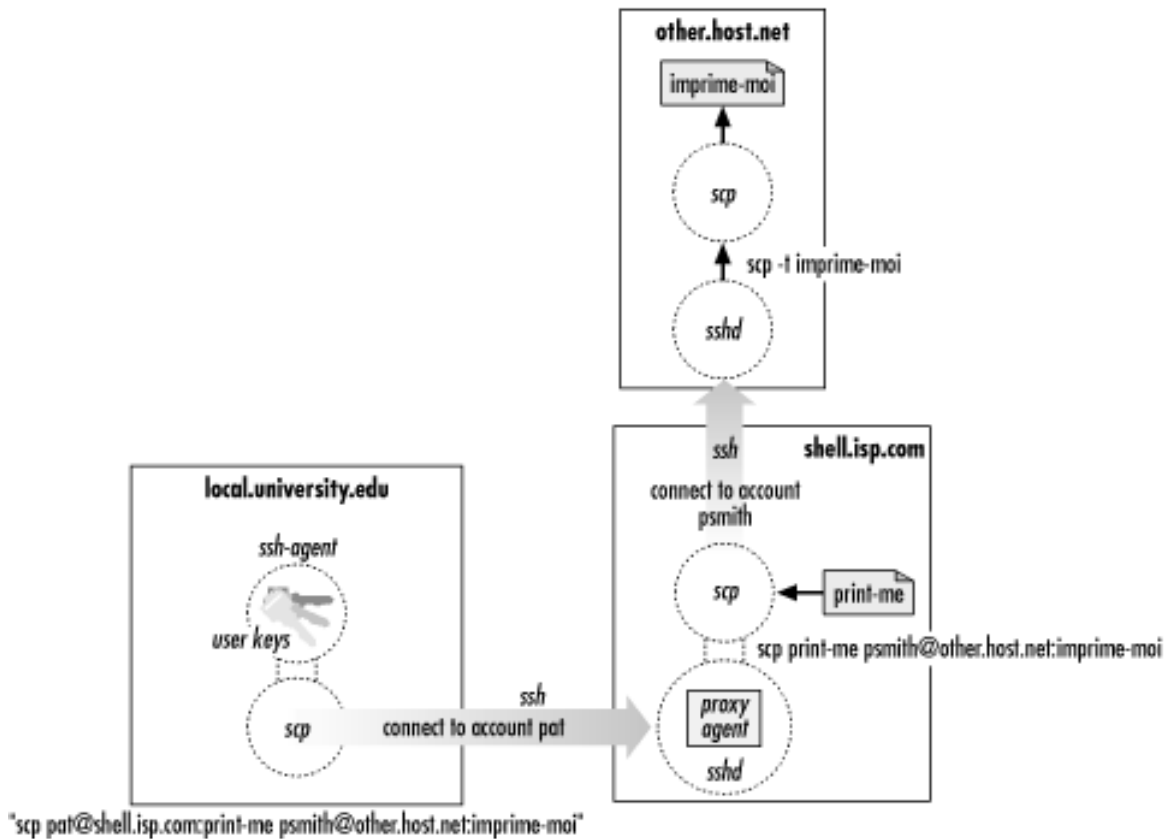 other.host.net
imprime-moi
scp
scp -t imprime-moi
sshd
ssh
shell.isp.com
connect to account
psmith
scp
print-me
scp print-me psmith@other.host.net:imprime-moi
proxy
agent
sshd
local.university.edu
ssh-agent
user keys
scp
ssh
connect to account pat
"scp pat@shell.isp.com:print-me psmith@other.host.net:imprime-moi"